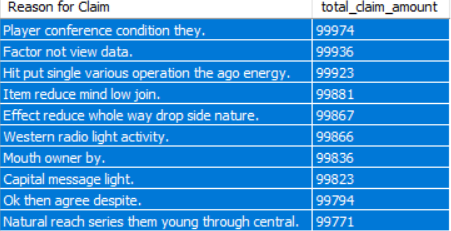 Reason for Claim total_claim_amount
Player conference condition they. 99974
Factor not view data. 99936
Hit put single various operation the ago energy. 99923
Item reduce mind low join. 99881
Effect reduce whole way drop side nature. 99867
Western radio light activity. 99866
Mouth owner by. 99836
Capital message light. 99823
Ok then agree despite. 99794
Natural reach series them young through central. 99771